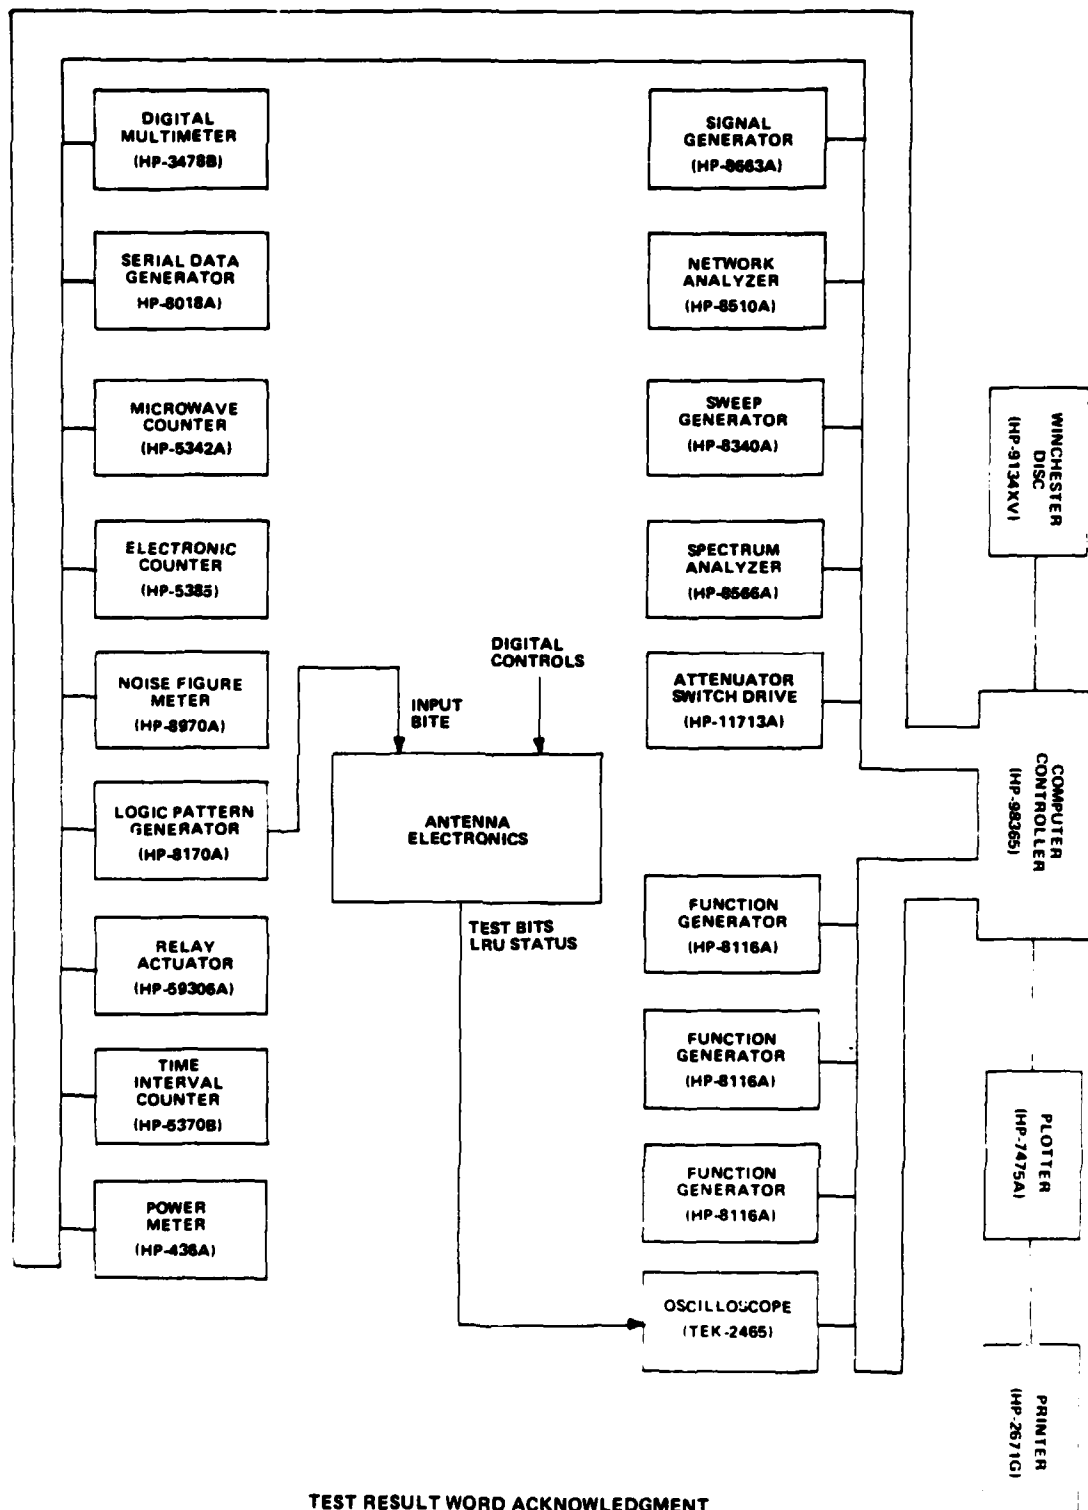 DIGITAL
MULTIMETER
(HP-3478B)
SERIAL DATA
GENERATOR
HP-8018A)
MICROWAVE
COUNTER
(HP-5342A)
ELECTRONIC
COUNTER
(HP-5385)
NOISE FIGURE
METER
(HP-8970A)
LOGIC PATTERN
GENERATOR
(HP-8170A)
RELAY
ACTUATOR
(HP-59306A)
TIME
INTERVAL
COUNTER
(HP-5370B)
POWER
METER
(HP-436A)
INPUT
BITE
DIGITAL
CONTROLS
ANTENNA
ELECTRONICS
TEST BITS
LRU STATUS
SIGNAL
GENERATOR
(HP-8663A)
NETWORK
ANALYZER
(HP-8510A)
SWEEP
GENERATOR
(HP-8340A)
SPECTRUM
ANALYZER
(HP-8566A)
ATTENUATOR
SWITCH DRIVE
(HP-11713A)
FUNCTION
GENERATOR
(HP-8116A)
FUNCTION
GENERATOR
(HP-8116A)
FUNCTION
GENERATOR
(HP-8116A)
OSCILLOSCOPE
(TEK-2465)
WINCHESTER
DISC
(HP-9134XV)
COMPUTER
CONTROLLER
(HP-98365)
PLOTTER
(HP-7475A)
PRINTER
(HP-2671G)
TEST RESULT WORD ACKNOWLEDGMENT